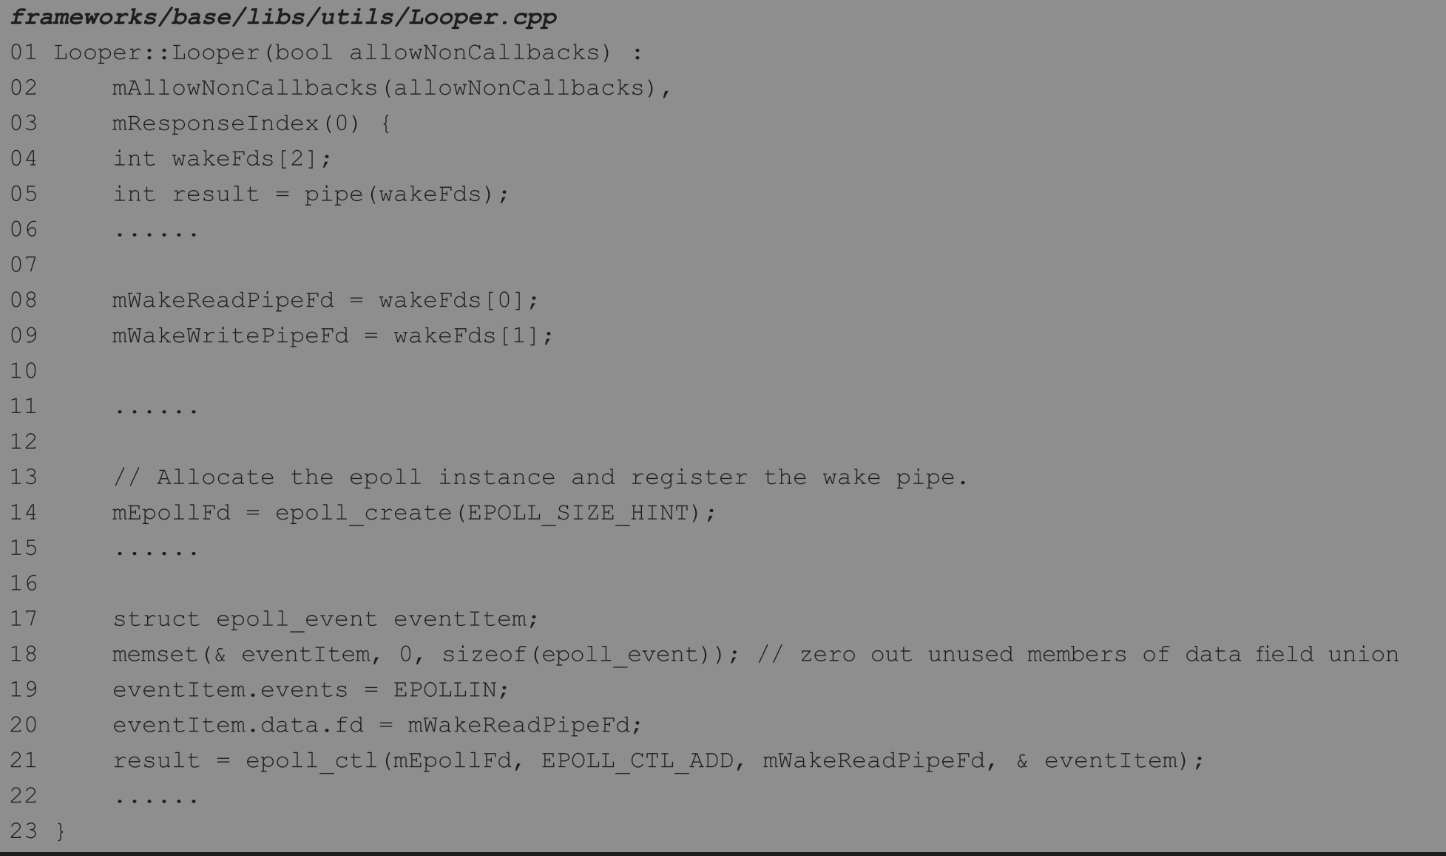 frameworks/base/libs/utils/Looper.cpp
01 Looper::Looper(bool allowNonCallbacks) :
02     mAllowNonCallbacks(allowNonCallbacks),
03     mResponseIndex(0) {
04     int wakeFds[2];
05     int result = pipe(wakeFds);
06     ......
07
08     mWakeReadPipeFd = wakeFds[0];
09     mWakeWritePipeFd = wakeFds[1];
10
11     ......
12
13     // Allocate the epoll instance and register the wake pipe.
14     mEpollFd = epoll_create(EPOLL_SIZE_HINT);
15     ......
16
17     struct epoll_event eventItem;
18     memset(& eventItem, 0, sizeof(epoll_event)); // zero out unused members of data field union
19     eventItem.events = EPOLLIN;
20     eventItem.data.fd = mWakeReadPipeFd;
21     result = epoll_ctl(mEpollFd, EPOLL_CTL_ADD, mWakeReadPipeFd, & eventItem);
22     ......
23 }